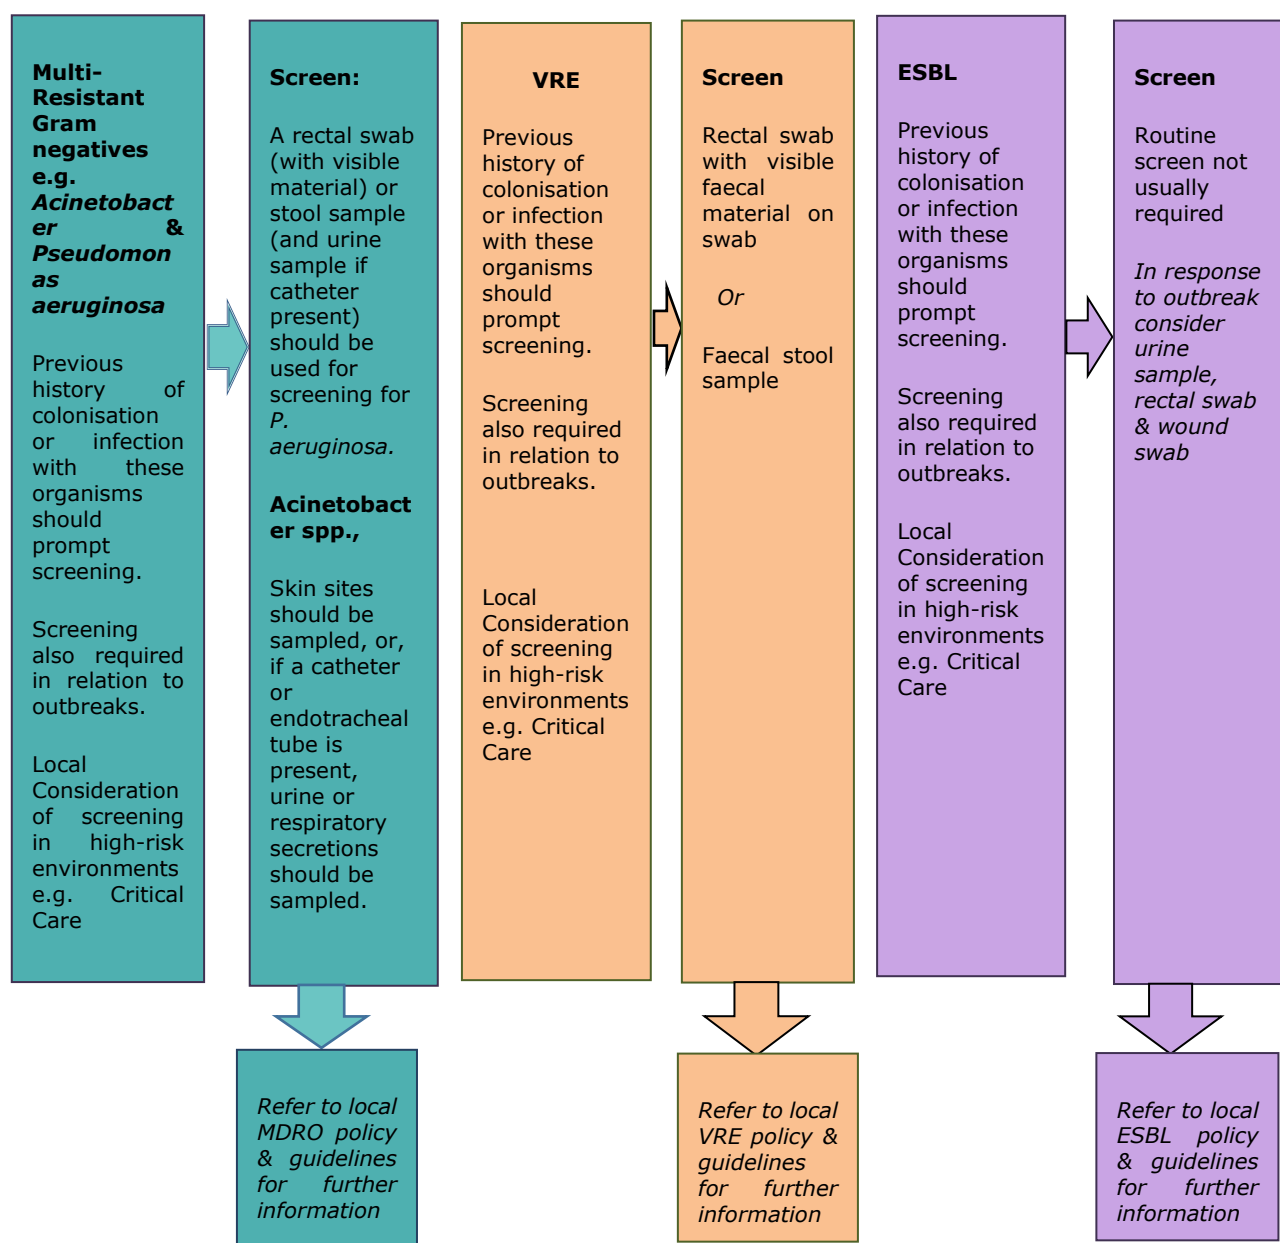 Multi-
Resistant
Gram
negatives
e.g.
Acinetobact
er &
Pseudomon
as
aeruginosa
Previous
history of
colonisation
or infection
with these
organisms
should
prompt
screening.
Screening
also required
in relation to
outbreaks.
Local
Consideration
of screening
in high-risk
environments
e.g. Critical
Care
Screen:
A rectal swab
(with visible
material) or
stool sample
(and urine
sample if
catheter
present)
should be
used for
screening for
P.
aeruginosa.
Acinetobact
er spp.,
Skin sites
should be
sampled, or,
if a catheter
or
endotracheal
tube is
present,
urine or
respiratory
secretions
should be
sampled.
Refer to local
MDRO policy
& guidelines
for further
information
VRE
Previous
history of
colonisation
or infection
with these
organisms
should
prompt
screening.
Screening
also required
in relation to
outbreaks.
Local
Consideration
of screening
in high-risk
environments
e.g. Critical
Care
Screen
Rectal swab
with visible
faecal
material on
swab
Or
Faecal stool
sample
Refer to local
VRE policy &
guidelines
for further
information
ESBL
Previous
history of
colonisation
or infection
with these
organisms
should
prompt
screening.
Screening
also required
in relation to
outbreaks.
Local
Consideration
of screening
in high-risk
environments
e.g. Critical
Care
Screen
Routine
screen not
usually
required
In response
to outbreak
consider
urine
sample,
rectal swab
& wound
swab
Refer to local
ESBL policy
& guidelines
for further
information